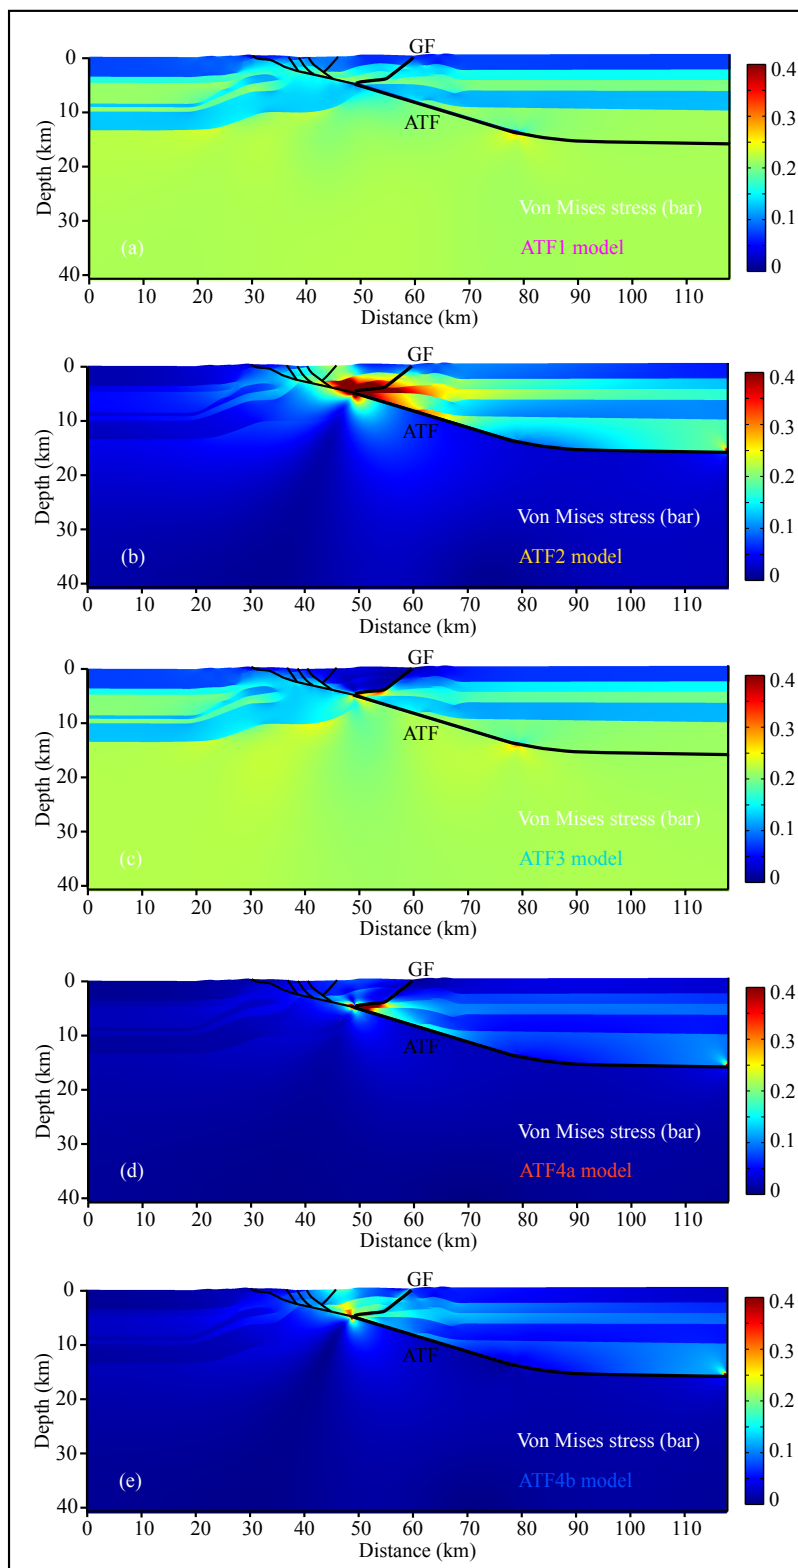 GF
0
10
20
30
40
Depth (km)
ATF
Von Mises stress (bar)
(a)
ATF1 model
0.4
0.3
0.2
0.1
0
0 10 20 30 40 50 60 70 80 90 100 110
Distance (km)
GF
0
10
20
30
40
Depth (km)
ATF
Von Mises stress (bar)
(b)
ATF2 model
0.4
0.3
0.2
0.1
0
0 10 20 30 40 50 60 70 80 90 100 110
Distance (km)
GF
0
10
20
30
40
Depth (km)
ATF
Von Mises stress (bar)
(c)
ATF3 model
0.4
0.3
0.2
0.1
0
0 10 20 30 40 50 60 70 80 90 100 110
Distance (km)
GF
0
10
20
30
40
Depth (km)
ATF
Von Mises stress (bar)
(d)
ATF4a model
0.4
0.3
0.2
0.1
0
0 10 20 30 40 50 60 70 80 90 100 110
Distance (km)
GF
0
10
20
30
40
Depth (km)
ATF
Von Mises stress (bar)
(e)
ATF4b model
0.4
0.3
0.2
0.1
0
0 10 20 30 40 50 60 70 80 90 100 110
Distance (km)